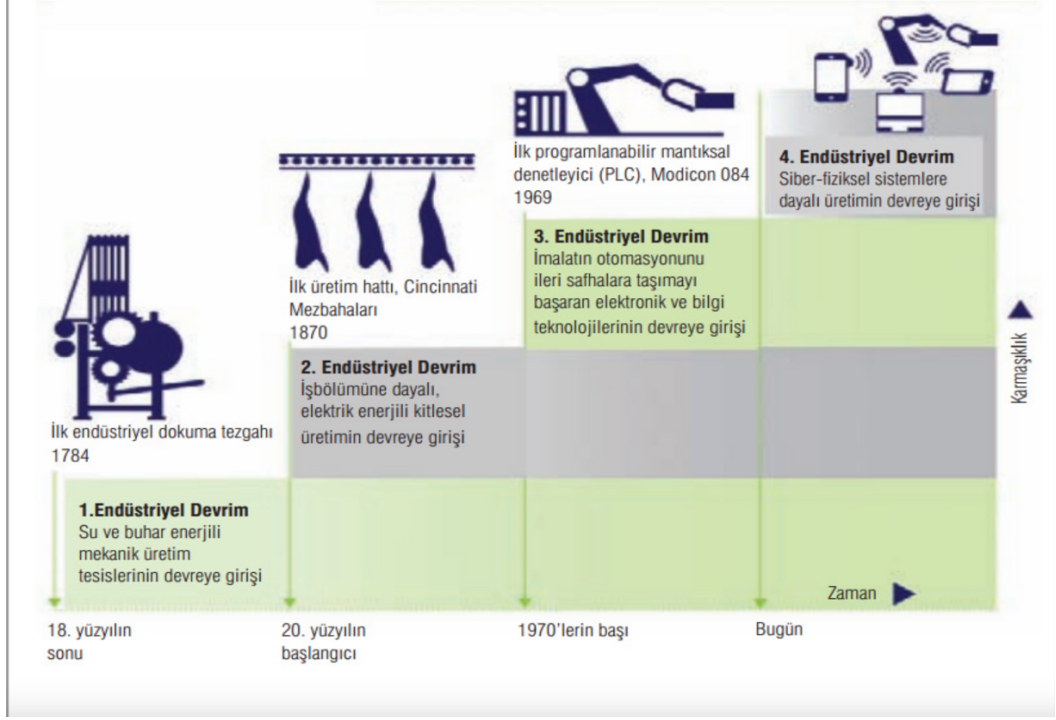 İlk endüstriyel dokuma tezgahı
1784
1.Endüstriyel Devrim
Su ve buhar enerjili
mekanik üretim
tesislerinin devreye girişi
18. yüzyılın
sonu
İlk üretim hattı, Cincinnati
Mezbahaları
1870
2. Endüstriyel Devrim
İşbölümüne dayalı,
elektrik enerjili kitlesel
üretimin devreye girişi
20. yüzyılın
başlangıcı
İlk programlanabilir mantıksal
denetleyici (PLC), Modicon 084
1969
3. Endüstriyel Devrim
İmalatın otomasyonunu
ileri safhalara taşımayı
başaran elektronik ve bilgi
teknolojilerinin devreye girişi
1970'lerin başı
4. Endüstriyel Devrim
Siber-fiziksel sistemlere
dayalı üretimin devreye girişi
Bugün
Zaman
Karmaşıklık